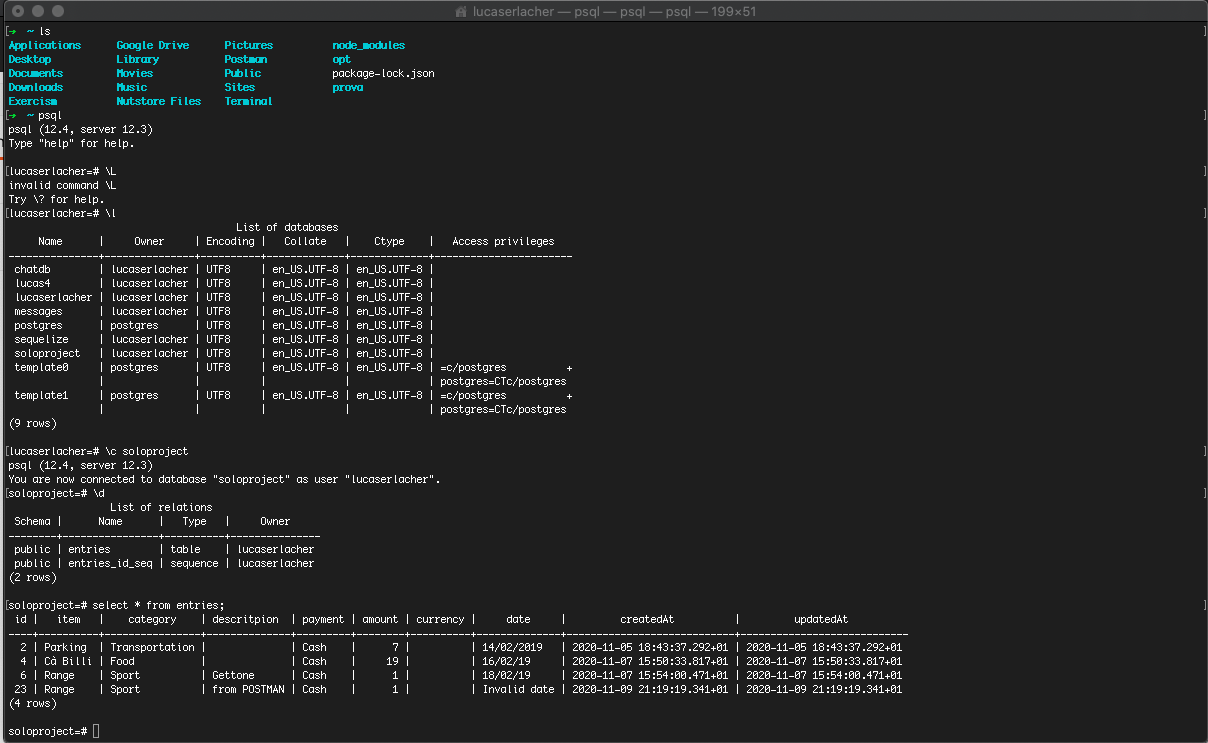 lucaserlacher — psql — psql — psql — 199×51
[➜  ~ ls ]
Applications      Google Drive      Pictures          node_modules
Desktop           Library           Postman           opt
Documents         Movies            Public            package-lock.json
Downloads         Music             Sites             prova
Exercism          Nutstore Files    Terminal
[➜  ~ psql ]
psql (12.4, server 12.3)
Type "help" for help.
[lucaserlacher=# \L ]
invalid command \L
Try \? for help.
[lucaserlacher=# \l ]
                                      List of databases
     Name      |     Owner     | Encoding |   Collate   |    Ctype    |   Access privileges
---------------+---------------+----------+-------------+-------------+-----------------------
 chatdb        | lucaserlacher | UTF8     | en_US.UTF-8 | en_US.UTF-8 |
 lucas4        | lucaserlacher | UTF8     | en_US.UTF-8 | en_US.UTF-8 |
 lucaserlacher | lucaserlacher | UTF8     | en_US.UTF-8 | en_US.UTF-8 |
 messages      | lucaserlacher | UTF8     | en_US.UTF-8 | en_US.UTF-8 |
 postgres      | postgres      | UTF8     | en_US.UTF-8 | en_US.UTF-8 |
 sequelize     | lucaserlacher | UTF8     | en_US.UTF-8 | en_US.UTF-8 |
 soloproject   | lucaserlacher | UTF8     | en_US.UTF-8 | en_US.UTF-8 |
 template0     | postgres      | UTF8     | en_US.UTF-8 | en_US.UTF-8 | =c/postgres          +
               |               |          |             |             | postgres=CTc/postgres
 template1     | postgres      | UTF8     | en_US.UTF-8 | en_US.UTF-8 | =c/postgres          +
               |               |          |             |             | postgres=CTc/postgres
(9 rows)
[lucaserlacher=# \c soloproject ]
psql (12.4, server 12.3)
You are now connected to database "soloproject" as user "lucaserlacher".
[soloproject=# \d ]
                 List of relations
 Schema |      Name      |   Type   |     Owner
--------+----------------+----------+---------------
 public | entries        | table    | lucaserlacher
 public | entries_id_seq | sequence | lucaserlacher
(2 rows)
[soloproject=# select * from entries; ]
 id |   item   |    category    | descritpion  | payment | amount | currency |     date     |         createdAt          |         updatedAt
----+----------+----------------+--------------+---------+--------+----------+--------------+----------------------------+----------------------------
  2 | Parking  | Transportation |              | Cash    |      7 |          | 14/02/2019   | 2020-11-05 18:43:37.292+01 | 2020-11-05 18:43:37.292+01
  4 | Cà Billi | Food           |              | Cash    |     19 |          | 16/02/19     | 2020-11-07 15:50:33.817+01 | 2020-11-07 15:50:33.817+01
  6 | Range    | Sport          | Gettone      | Cash    |      1 |          | 18/02/19     | 2020-11-07 15:54:00.471+01 | 2020-11-07 15:54:00.471+01
 23 | Range    | Sport          | from POSTMAN | Cash    |      1 |          | Invalid date | 2020-11-09 21:19:19.341+01 | 2020-11-09 21:19:19.341+01
(4 rows)
soloproject=#